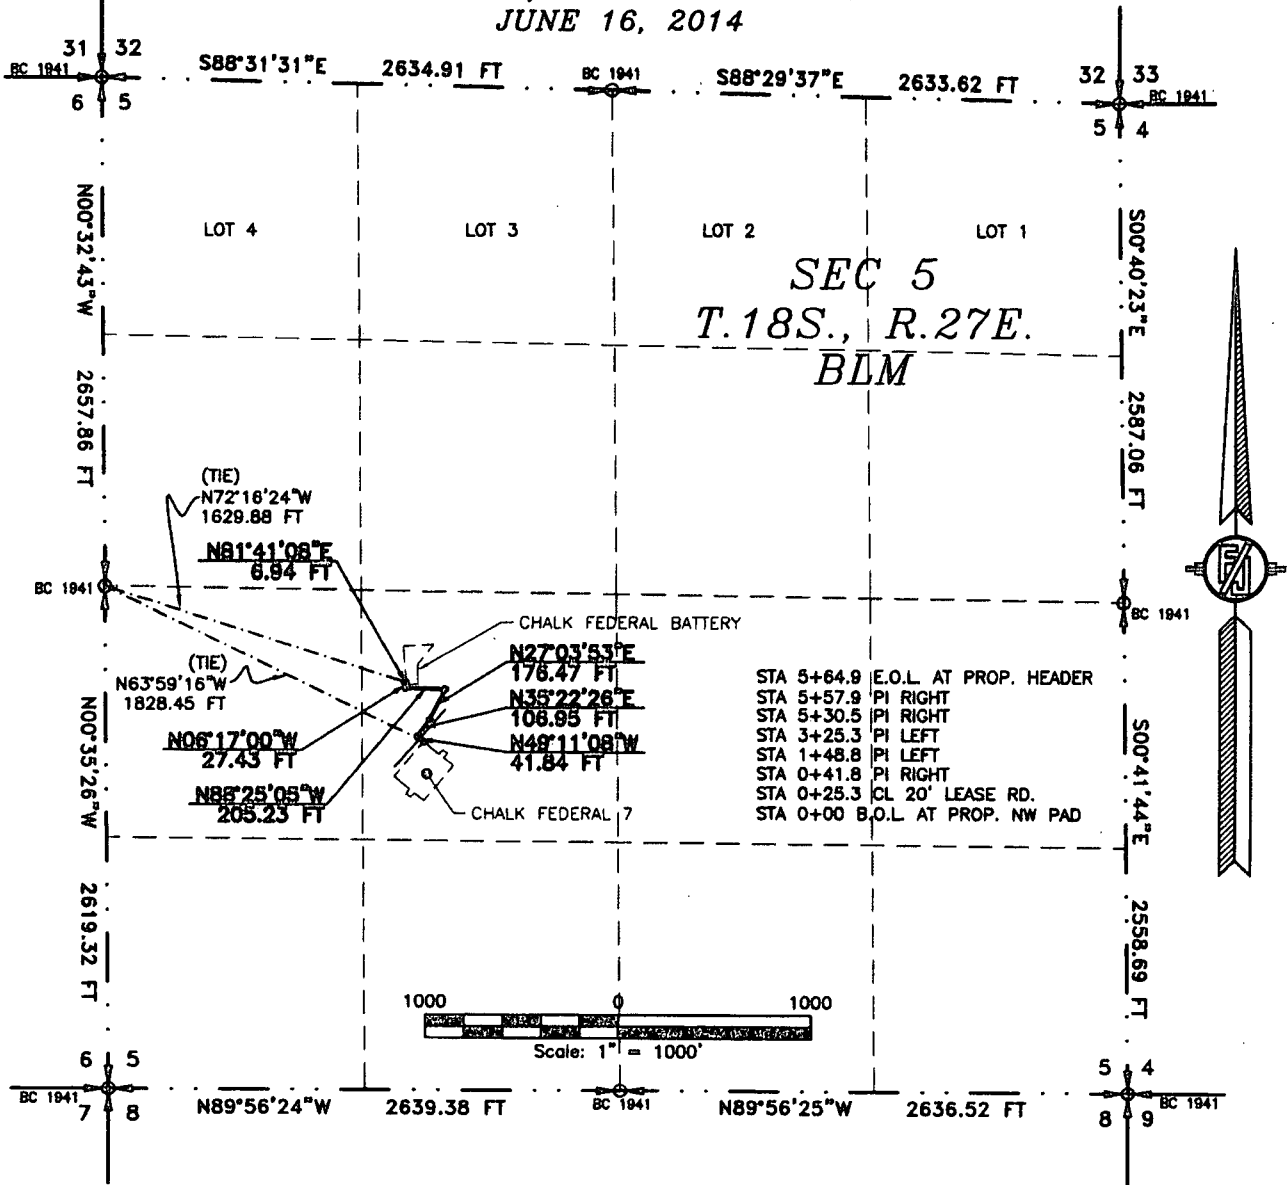 JUNE 16, 2014
31 32
BC 1941
6 5
S88°31'31"E 2634.91 FT
BC 1941
S88°29'37"E 2633.62 FT
32 33
BC 1941
5 4
N00°32'43"W 2657.86 FT
LOT 4
LOT 3
LOT 2
LOT 1
S00°40'23"E 2587.06 FT
SEC 5
T.18S., R.27E.
BLM
(TIE)
N72°16'24"W
1629.88 FT
N81°41'08"E
6.94 FT
BC 1941
BC 1941
CHALK FEDERAL BATTERY
N27°03'53"E
176.47 FT
(TIE)
N63°59'16"W
1828.45 FT
N35°22'26"E
106.95 FT
N06°17'00"W
27.43 FT
N49°11'08"W
41.84 FT
N86°25'05"W
205.23 FT
CHALK FEDERAL 7
STA 5+64.9 E.O.L. AT PROP. HEADER
STA 5+57.9 PI RIGHT
STA 5+30.5 PI RIGHT
STA 3+25.3 PI LEFT
STA 1+48.8 PI LEFT
STA 0+41.8 PI RIGHT
STA 0+25.3 CL 20' LEASE RD.
STA 0+00 B.O.L. AT PROP. NW PAD
N00°35'26"W 2619.32 FT
S00°41'44"E 2558.69 FT
1000 0 1000
Scale: 1" = 1000'
6 5
BC 1941
7 8
N89°56'24"W 2639.38 FT
BC 1941
N89°56'25"W 2636.52 FT
5 4
BC 1941
8 9